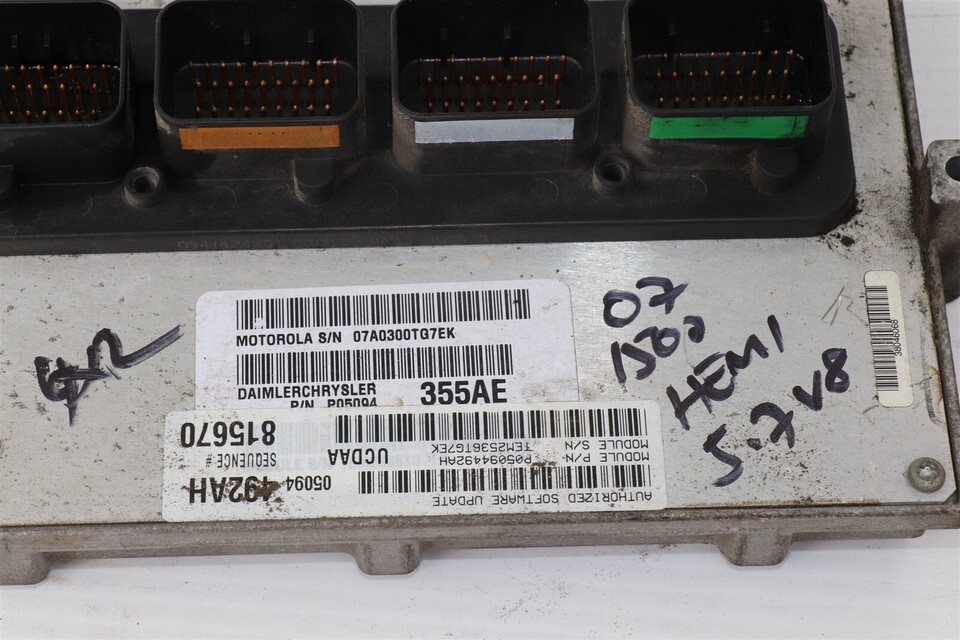 MOTOROLA S/N 07A0300TG7EK
DAIMLERCHRYSLER
P/N P05094 355AE
AUTHORIZED SOFTWARE UPDATE
MODULE P/N P05094492AH
MODULE S/N TEM2536TG7EK
05094 492AH
UCDAA
SEQUENCE # 815670
07
1500
HEMI
5.7 V8